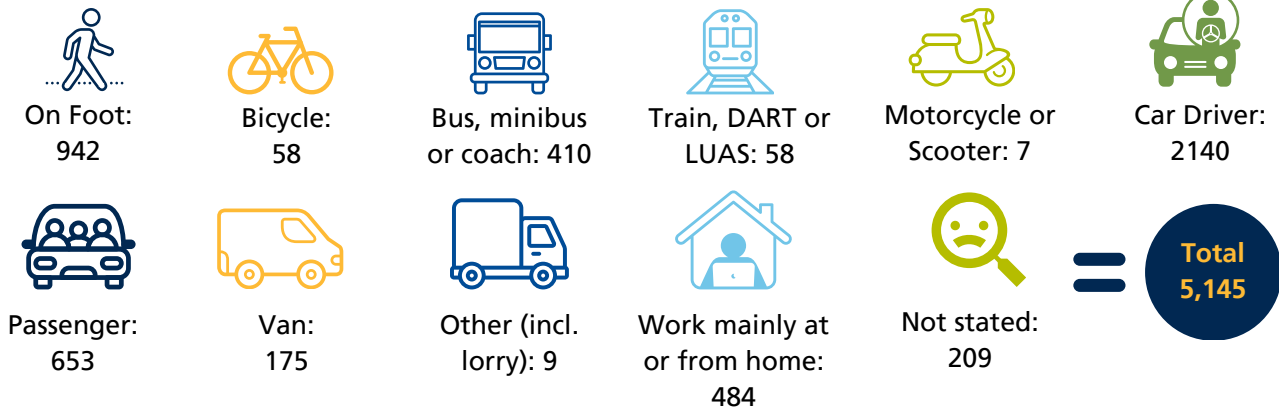 On Foot:
942
Bicycle:
58
Bus, minibus
or coach: 410
Train, DART or
LUAS: 58
Motorcycle or
Scooter: 7
Car Driver:
2140
Passenger:
653
Van:
175
Other (incl.
lorry): 9
Work mainly at
or from home:
484
Not stated:
209
=
Total
5,145